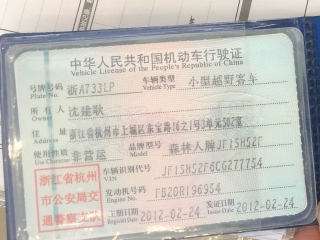 中华人民共和国机动车行驶证
Vehicle License of the People's Republic of China
号牌号码 浙A733LP 车辆类型 小型越野客车
Plate No. Vehicle Type
所有人 沈建耿
Owner
住址 浙江省杭州市上城区东宝路16之1号3单元502室
Address
使用性质 非营运 品牌型号 森林人牌JF1SH52F
Use Character Model
浙江省杭州市公安局交通警察支队
车辆识别代号 JF1SH52F6CG277754
VIN
发动机号码 FB20R196954
Engine No.
注册日期 2012-02-24 发证日期 2012-02-24
Register Date Issue Date